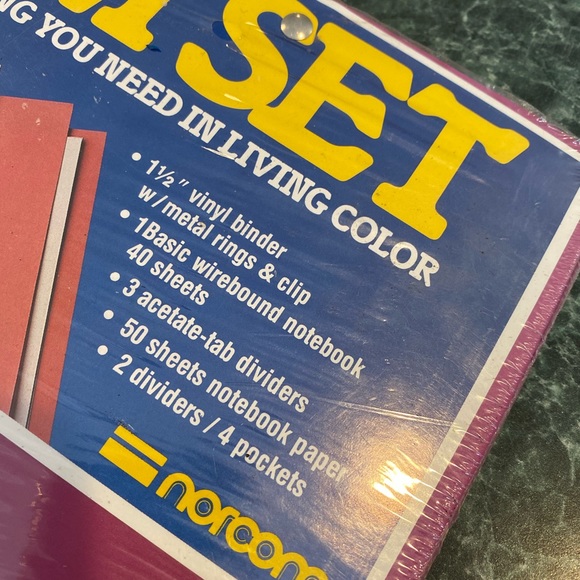 SET
YOU NEED IN LIVING COLOR
• 1½" vinyl binder
w/metal rings & clip
• 1Basic wirebound notebook
40 sheets
• 3 acetate-tab dividers
• 50 sheets notebook paper
• 2 dividers / 4 pockets
norcom